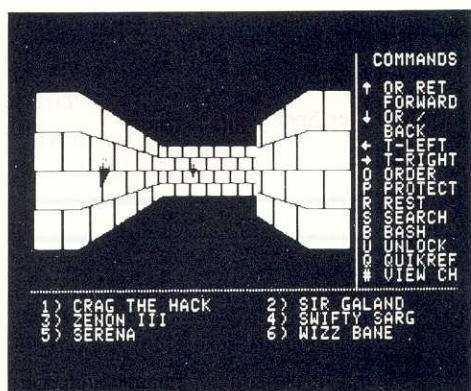 COMMANDS
↑ OR RET
FORWARD
↓ OR /
BACK
← T-LEFT
→ T-RIGHT
O ORDER
P PROTECT
R REST
S SEARCH
B BASH
U UNLOCK
Q QUIKREF
# VIEW CH
1) CRAG THE HACK 2) SIR GALAND
3) ZENON III 4) SWIFTY SARG
5) SERENA 6) WIZZ BANE